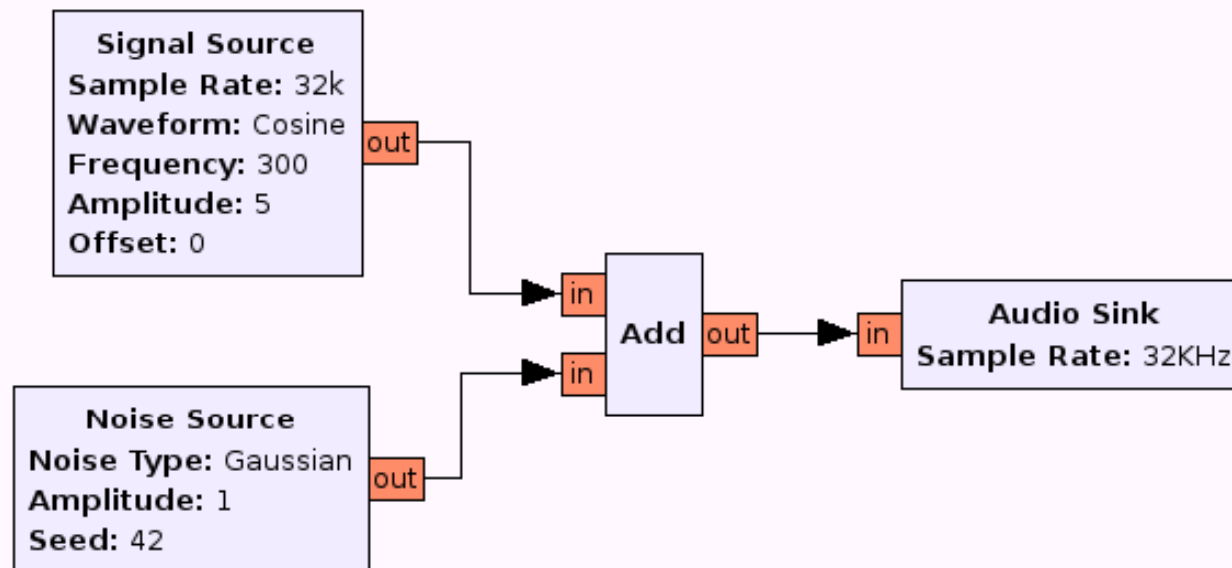 Signal Source
Sample Rate: 32k
Waveform: Cosine
Frequency: 300
Amplitude: 5
Offset: 0
out
Noise Source
Noise Type: Gaussian
Amplitude: 1
Seed: 42
out
in
in
Add
out
in
Audio Sink
Sample Rate: 32KHz